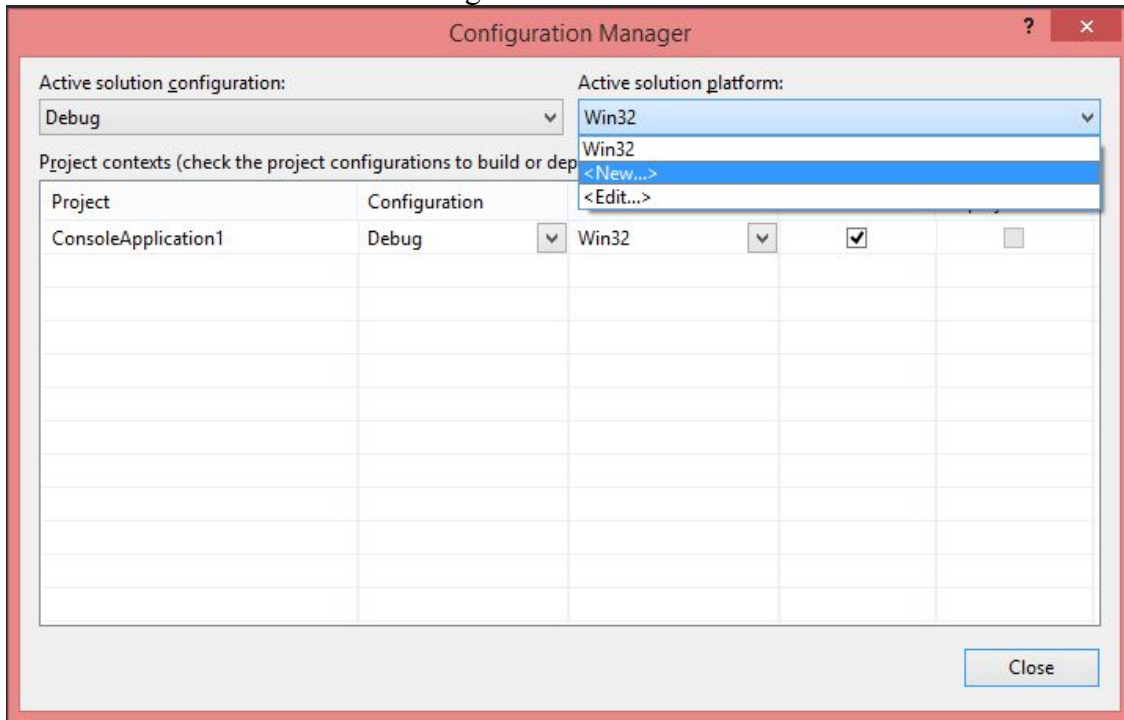 Configuration Manager
?
×
Active solution configuration:
Active solution platform:
Debug
Win32
Project contexts (check the project configurations to build or dep
Win32
<New...>
<Edit...>
Project
Configuration
ConsoleApplication1
Debug
Win32
Close